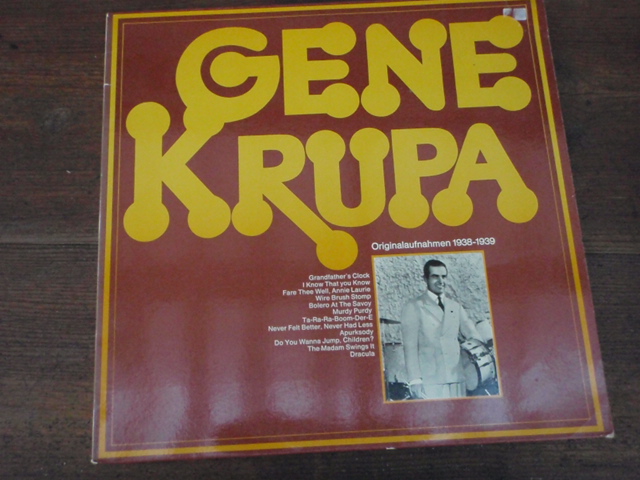 GENE
KRUPA
Originalaufnahmen 1938-1939
Grandfather's Clock
I Know That you Know
Fare Thee Well, Annie Laurie
Wire Brush Stomp
Bolero At The Savoy
Murdy Purdy
Ta-Ra-Ra-Boom-Der-E
Never Felt Better, Never Had Less
Apurksody
Do You Wanna Jump, Children?
The Madam Swings It
Dracula